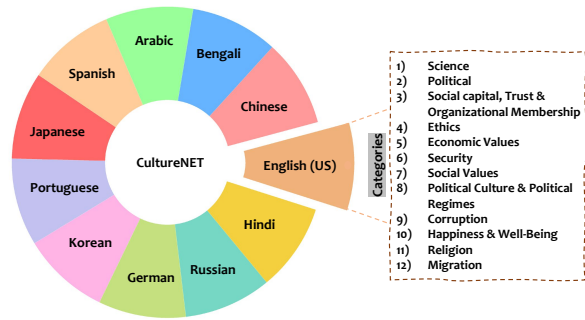 Arabic
Bengali
Spanish
Chinese
Japanese
CultureNET
English (US)
Portuguese
Hindi
Korean
German
Russian
Categories
1) Science
2) Political
3) Social capital, Trust &
Organizational Membership
4) Ethics
5) Economic Values
6) Security
7) Social Values
8) Political Culture & Political
Regimes
9) Corruption
10) Happiness & Well-Being
11) Religion
12) Migration